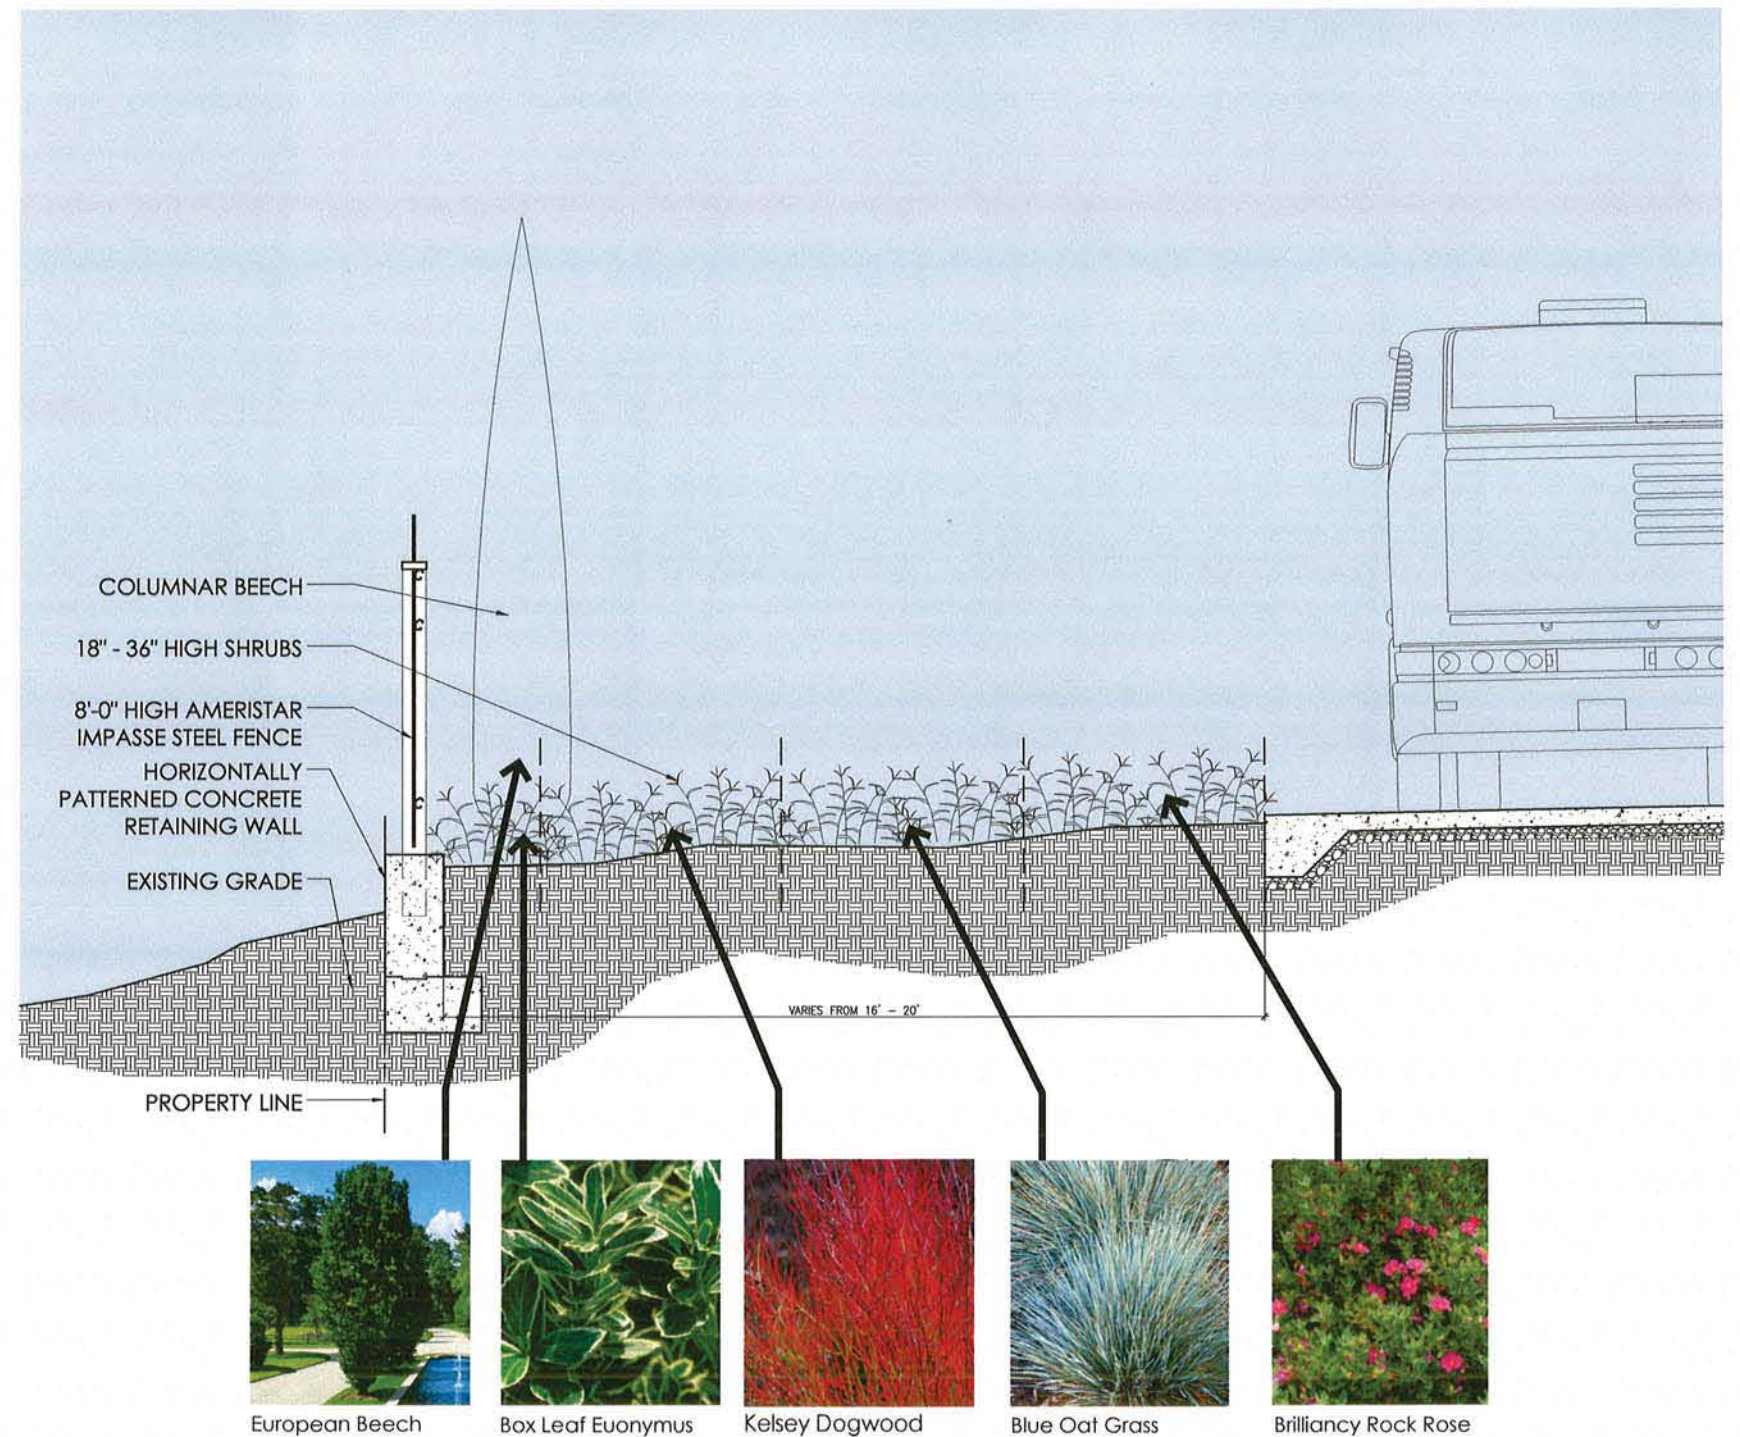 COLUMNAR BEECH
18" - 36" HIGH SHRUBS
8'-0" HIGH AMERISTAR
IMPASSE STEEL FENCE
HORIZONTALLY
PATTERNED CONCRETE
RETAINING WALL
EXISTING GRADE
VARIES FROM 16' - 20'
PROPERTY LINE
European Beech
Box Leaf Euonymus
Kelsey Dogwood
Blue Oat Grass
Brilliancy Rock Rose